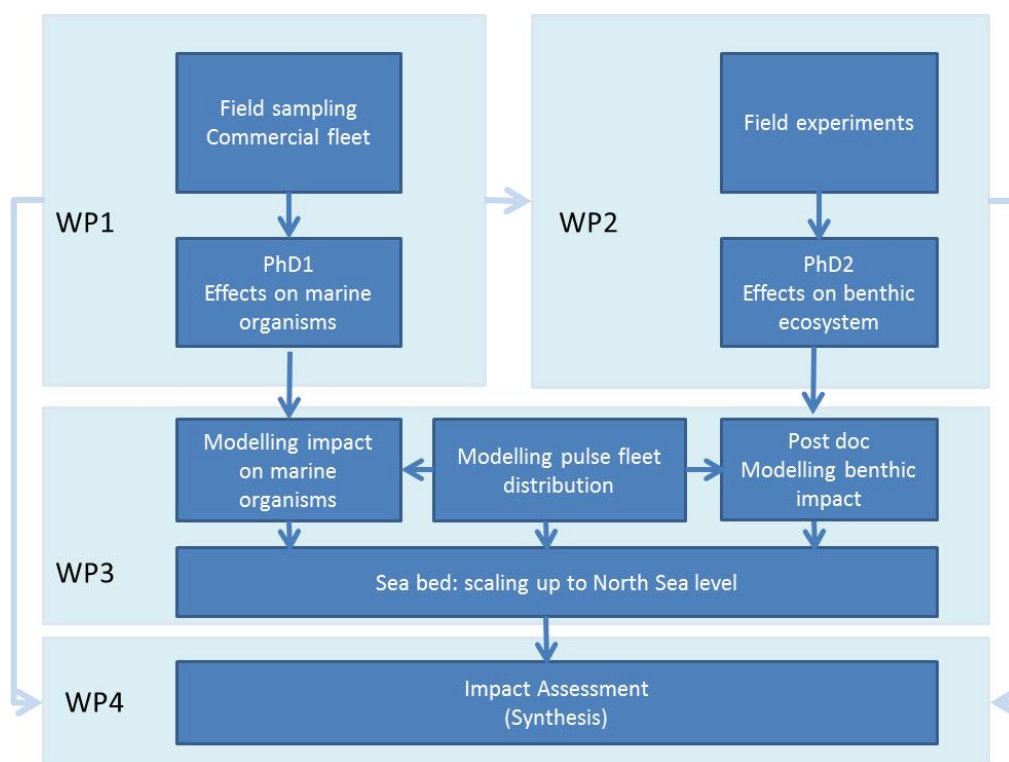 WP1
Field sampling
Commercial fleet
PhD1
Effects on marine
organisms
WP2
Field experiments
PhD2
Effects on benthic
ecosystem
WP3
Modelling impact
on marine
organisms
Modelling pulse fleet
distribution
Post doc
Modelling benthic
impact
Sea bed: scaling up to North Sea level
WP4
Impact Assessment
(Synthesis)